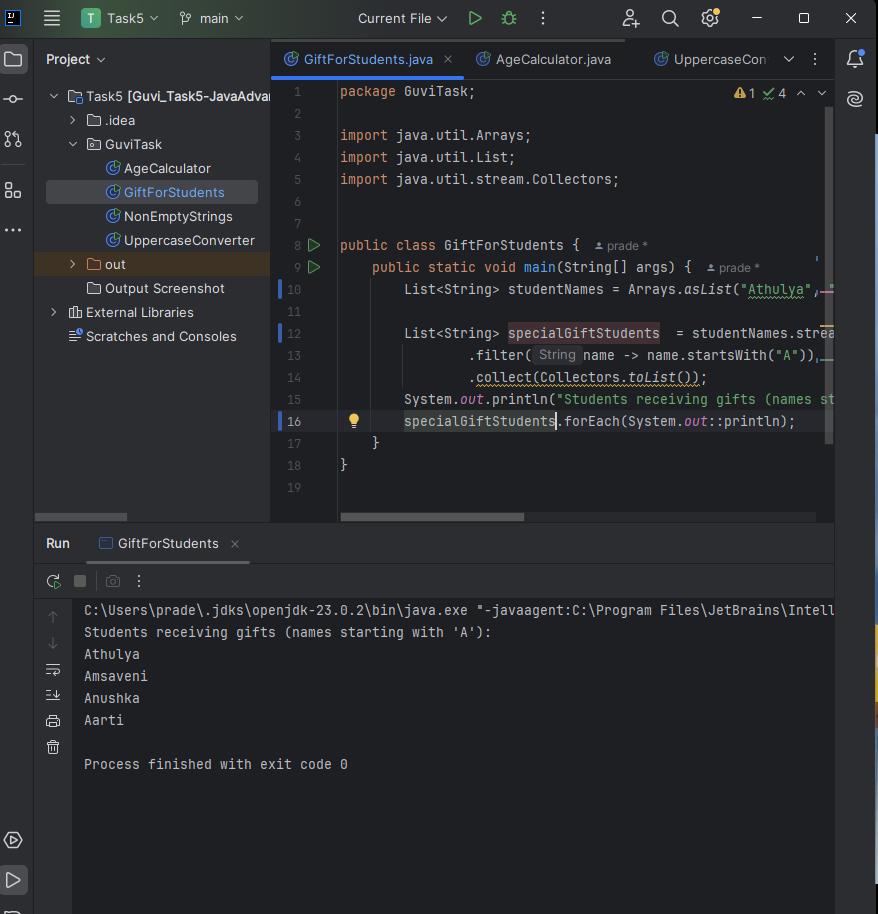 T Task5 main Current File
Project
GiftForStudents.java AgeCalculator.java UppercaseCon
Task5 [Guvi_Task5-JavaAdvar
.idea
GuviTask
AgeCalculator
GiftForStudents
NonEmptyStrings
UppercaseConverter
out
Output Screenshot
External Libraries
Scratches and Consoles
1 package GuviTask; 1 4
2
3 import java.util.Arrays;
4 import java.util.List;
5 import java.util.stream.Collectors;
6
7
8 public class GiftForStudents { prade *
9 public static void main(String[] args) { prade *
10 List<String> studentNames = Arrays.asList("Athulya", "
11
12 List<String> specialGiftStudents = studentNames.strea
13 .filter( String name -> name.startsWith("A"))
14 .collect(Collectors.toList());
15 System.out.println("Students receiving gifts (names st
16 specialGiftStudents.forEach(System.out::println);
17 }
18 }
19
Run GiftForStudents
C:\Users\prade\.jdks\openjdk-23.0.2\bin\java.exe "-javaagent:C:\Program Files\JetBrains\Intell
Students receiving gifts (names starting with 'A'):
Athulya
Amsaveni
Anushka
Aarti
Process finished with exit code 0